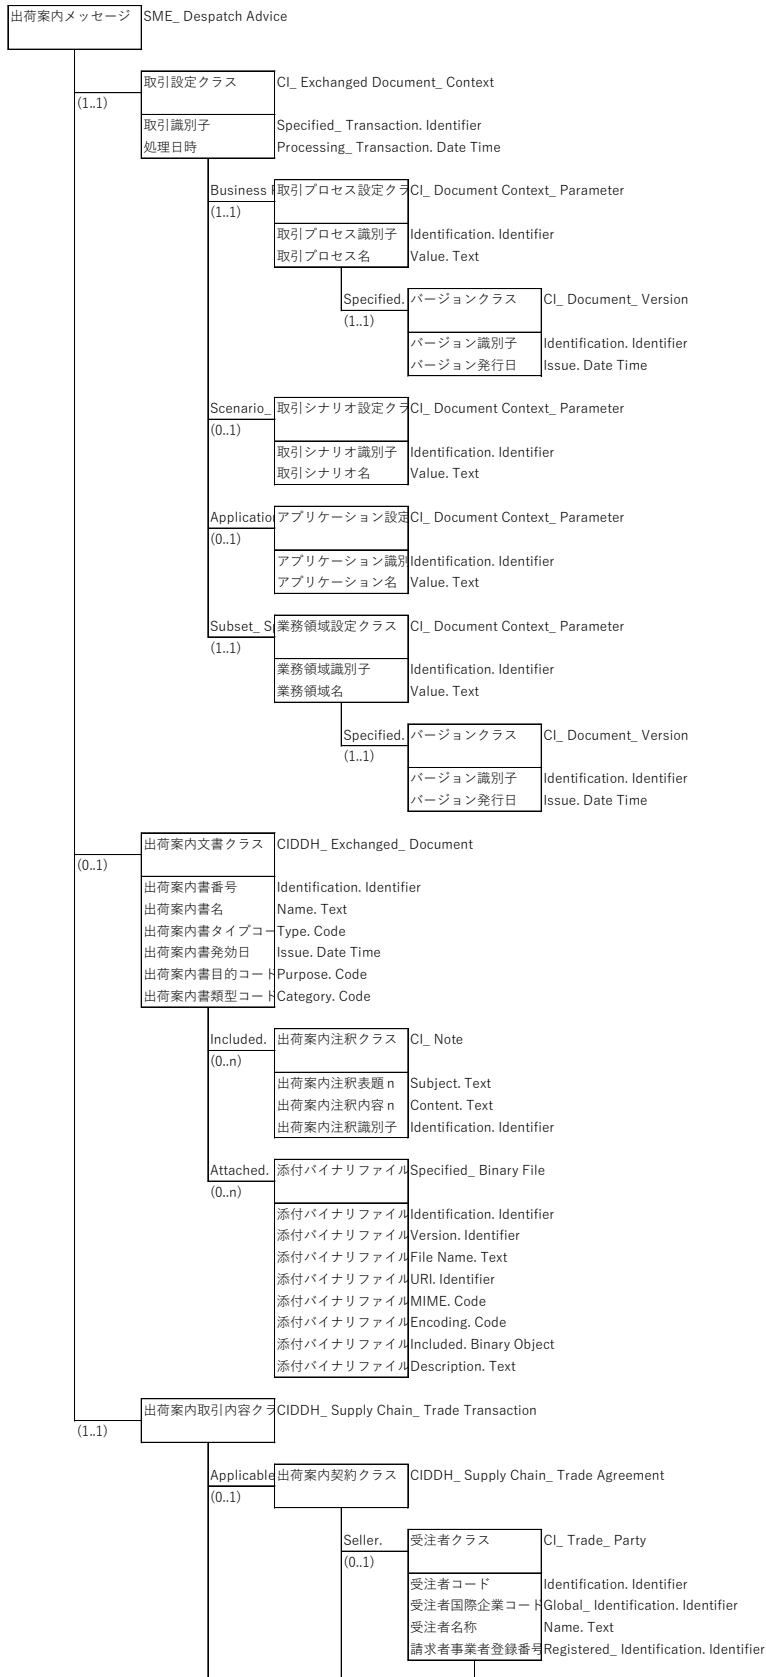 出荷案内メッセージ SME_ Despatch Advice
取引設定クラス CI_ Exchanged Document_ Context
(1..1)
取引識別子 Specified_ Transaction. Identifier
処理日時 Processing_ Transaction. Date Time
Business 取引プロセス設定クラ CI_ Document Context_ Parameter
(1..1)
取引プロセス識別子 Identification. Identifier
取引プロセス名 Value. Text
Specified. バージョンクラス CI_ Document_ Version
(1..1)
バージョン識別子 Identification. Identifier
バージョン発行日 Issue. Date Time
Scenario_ 取引シナリオ設定クラ CI_ Document Context_ Parameter
(0..1)
取引シナリオ識別子 Identification. Identifier
取引シナリオ名 Value. Text
Applicatio アプリケーション設定 CI_ Document Context_ Parameter
(0..1)
アプリケーション識別 Identification. Identifier
アプリケーション名 Value. Text
Subset_ S 業務領域設定クラス CI_ Document Context_ Parameter
(1..1)
業務領域識別子 Identification. Identifier
業務領域名 Value. Text
Specified. バージョンクラス CI_ Document_ Version
(1..1)
バージョン識別子 Identification. Identifier
バージョン発行日 Issue. Date Time
出荷案内文書クラス CIDDH_ Exchanged_ Document
(0..1)
出荷案内書番号 Identification. Identifier
出荷案内書名 Name. Text
出荷案内書タイプコー Type. Code
出荷案内書発効日 Issue. Date Time
出荷案内書目的コード Purpose. Code
出荷案内書類型コード Category. Code
Included. 出荷案内注釈クラス CI_ Note
(0..n)
出荷案内注釈表題ｎ Subject. Text
出荷案内注釈内容ｎ Content. Text
出荷案内注釈識別子 Identification. Identifier
Attached. 添付バイナリファイル Specified_ Binary File
(0..n)
添付バイナリファイル Identification. Identifier
添付バイナリファイル Version. Identifier
添付バイナリファイル File Name. Text
添付バイナリファイル URI. Identifier
添付バイナリファイル MIME. Code
添付バイナリファイル Encoding. Code
添付バイナリファイル Included. Binary Object
添付バイナリファイル Description. Text
出荷案内取引内容クラ CIDDH_ Supply Chain_ Trade Transaction
(1..1)
Applicable 出荷案内契約クラス CIDDH_ Supply Chain_ Trade Agreement
(0..1)
Seller. 受注者クラス CI_ Trade_ Party
(0..1)
受注者コード Identification. Identifier
受注者国際企業コード Global_ Identification. Identifier
受注者名称 Name. Text
請求者事業者登録番号 Registered_ Identification. Identifier